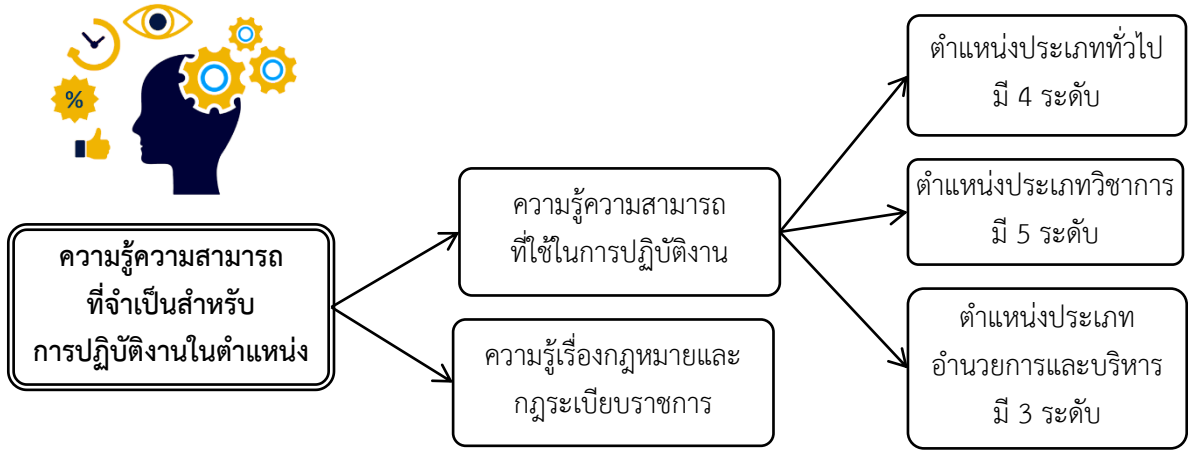 %
ความรู้ความสามารถ
ที่จำเป็นสำหรับ
การปฏิบัติงานในตำแหน่ง
ความรู้ความสามารถ
ที่ใช้ในการปฏิบัติงาน
ความรู้เรื่องกฎหมายและ
กฎระเบียบราชการ
ตำแหน่งประเภททั่วไป
มี 4 ระดับ
ตำแหน่งประเภทวิชาการ
มี 5 ระดับ
ตำแหน่งประเภท
อำนวยการและบริหาร
มี 3 ระดับ